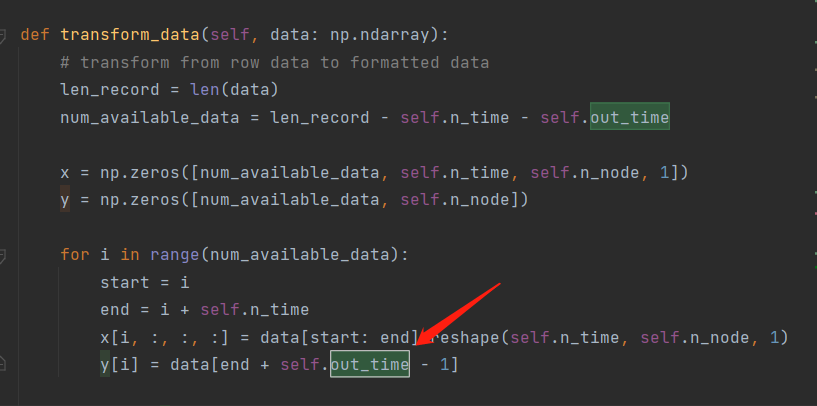 def transform_data(self, data: np.ndarray):
    # transform from row data to formatted data
    len_record = len(data)
    num_available_data = len_record - self.n_time - self.out_time
    x = np.zeros([num_available_data, self.n_time, self.n_node, 1])
    y = np.zeros([num_available_data, self.n_node])
    for i in range(num_available_data):
        start = i
        end = i + self.n_time
        x[i, :, :, :] = data[start: end].reshape(self.n_time, self.n_node, 1)
        y[i] = data[end + self.out_time - 1]